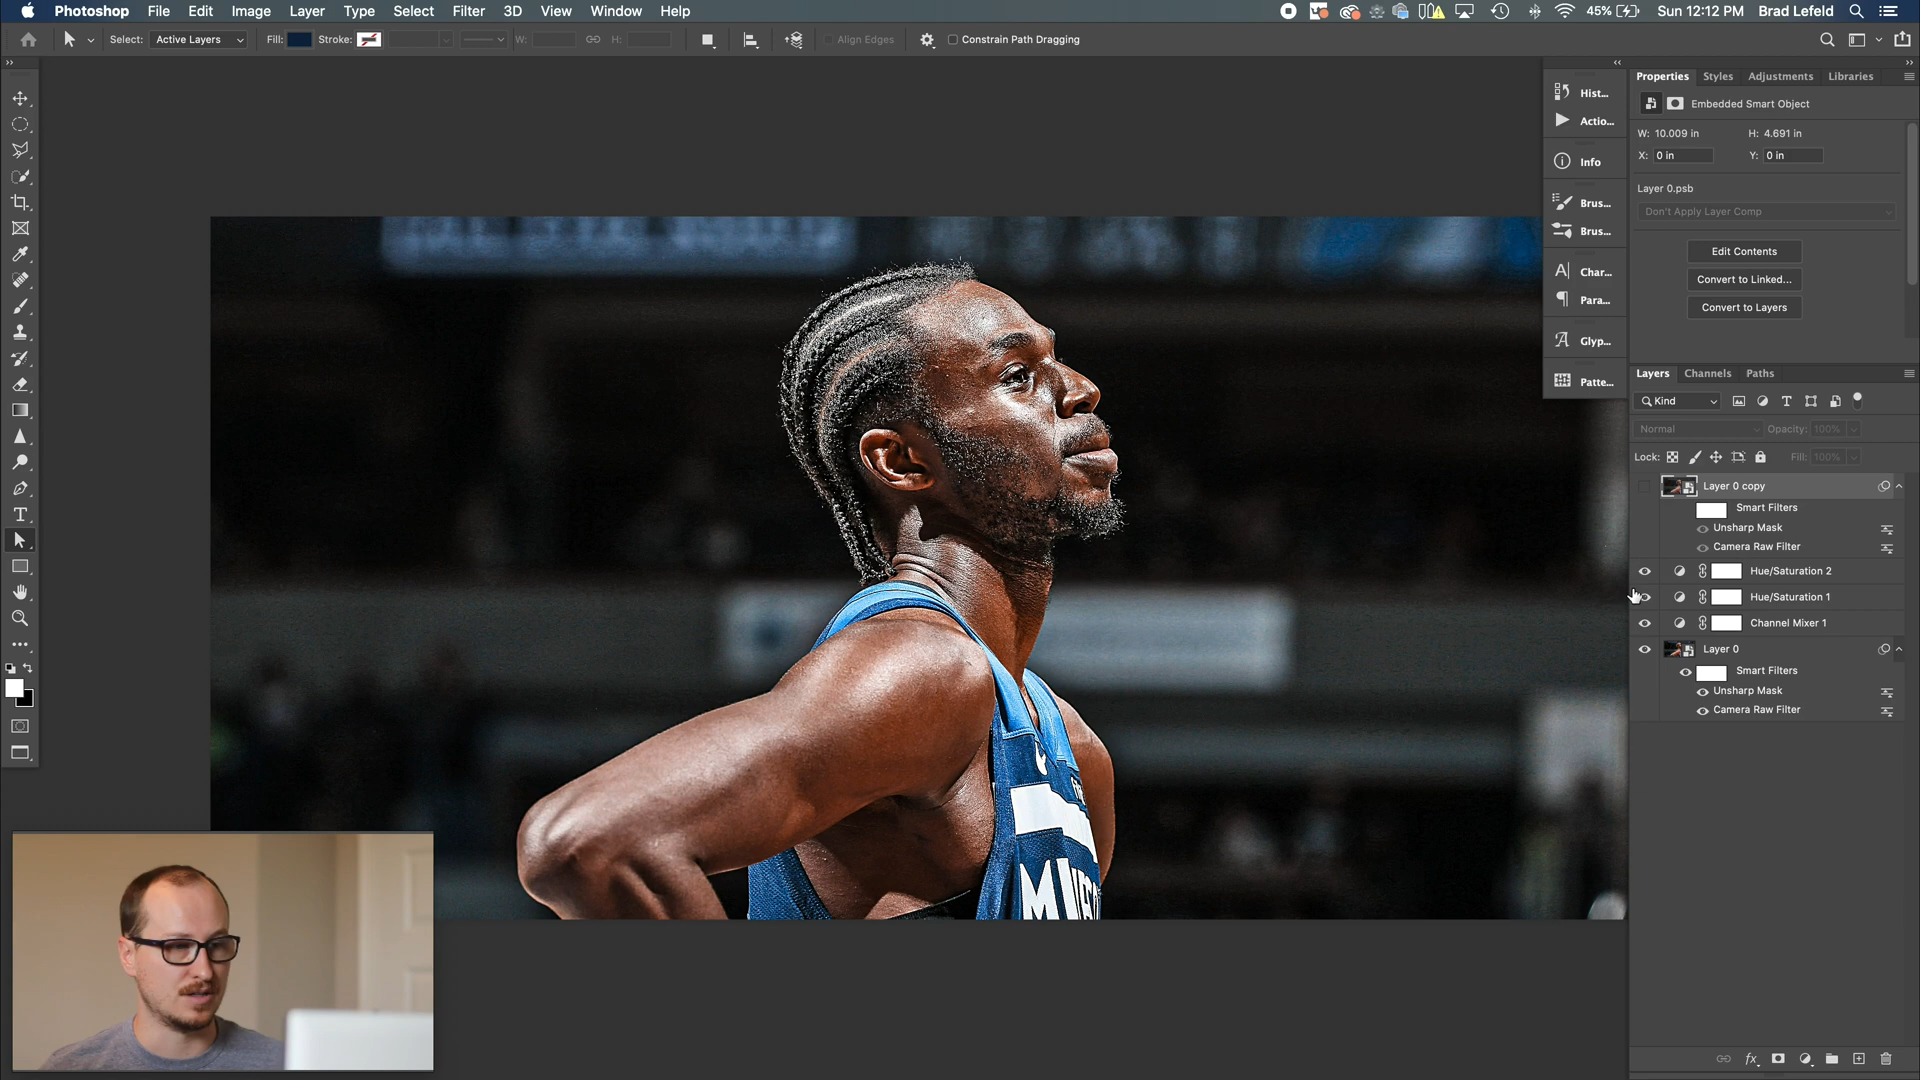 Photoshop File Edit Image Layer Type Select Filter 3D View Window Help 45% Sun 12:12 PM Brad Lefeld
Select: Active Layers Fill: Stroke: W: H: Align Edges Constrain Path Dragging
Properties Styles Adjustments Libraries
Hist...
Embedded Smart Object
Actio...
W: 10.009 in H: 4.691 in
X: 0 in Y: 0 in
Info
Layer 0.psb
Brus...
Don't Apply Layer Comp
Brus...
Edit Contents
Char...
Convert to Linked...
Para...
Convert to Layers
Glyp...
Layers Channels Paths
Patte...
Kind
Normal Opacity: 100%
Lock: Fill: 100%
Layer 0 copy
Smart Filters
Unsharp Mask
Camera Raw Filter
Hue/Saturation 2
Hue/Saturation 1
Channel Mixer 1
Layer 0
Smart Filters
Unsharp Mask
Camera Raw Filter
fx